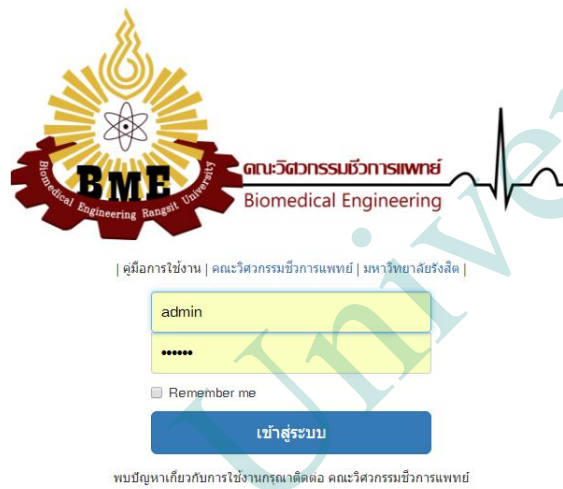 BME
Biomedical Engineering Rangsit University
คณะวิศวกรรมชีวการแพทย์
Biomedical Engineering
| คู่มือการใช้งาน | คณะวิศวกรรมชีวการแพทย์ | มหาวิทยาลัยรังสิต |
admin
••••••
Remember me
เข้าสู่ระบบ
พบปัญหาเกี่ยวกับการใช้งานกรุณาติดต่อ คณะวิศวกรรมชีวการแพทย์